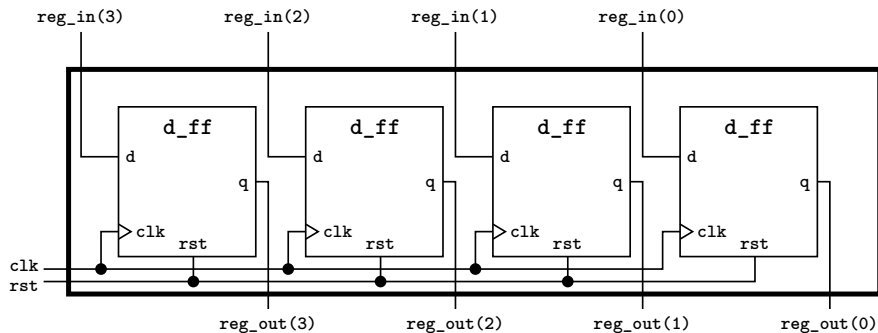 reg_in(3) reg_in(2) reg_in(1) reg_in(0)
d_ff d_ff d_ff d_ff
d d d d
q q q q
clk clk clk clk
rst rst rst rst
clk
rst
reg_out(3) reg_out(2) reg_out(1) reg_out(0)